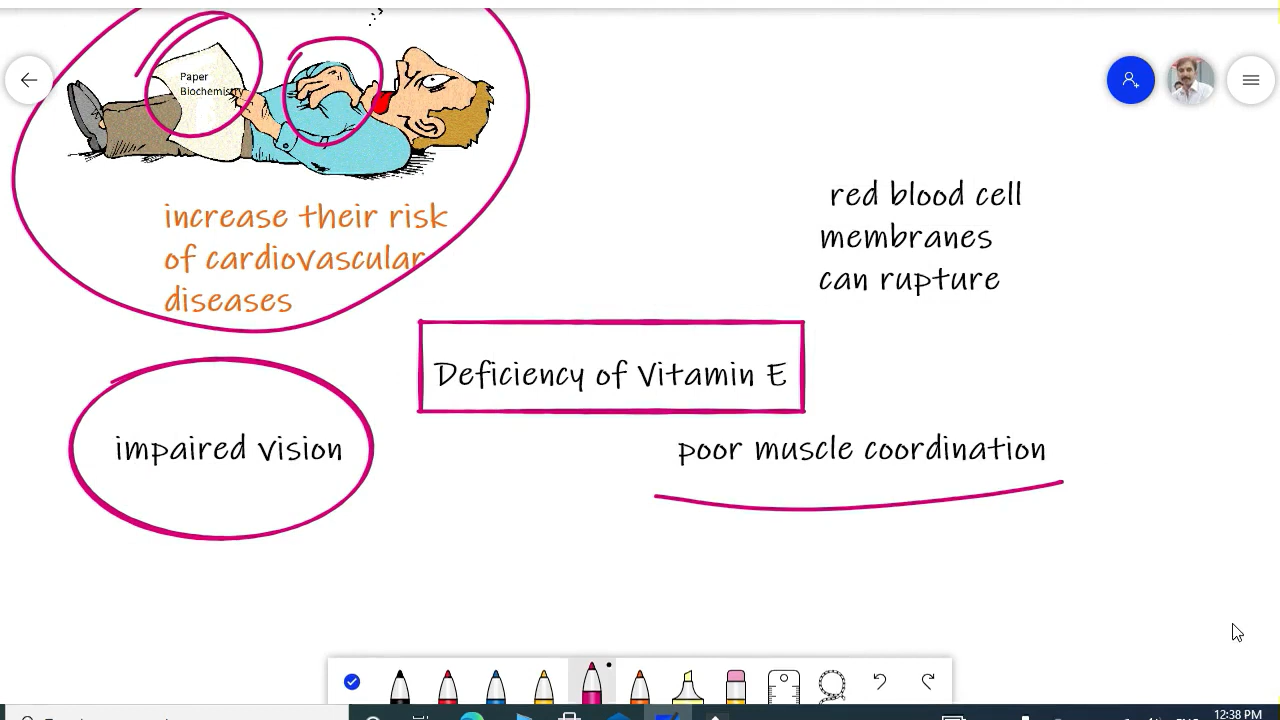 Paper
Biochemistry
increase their risk
of cardiovascular
diseases
red blood cell
membranes
can rupture
Deficiency of Vitamin E
impaired vision
poor muscle coordination
12:38 PM